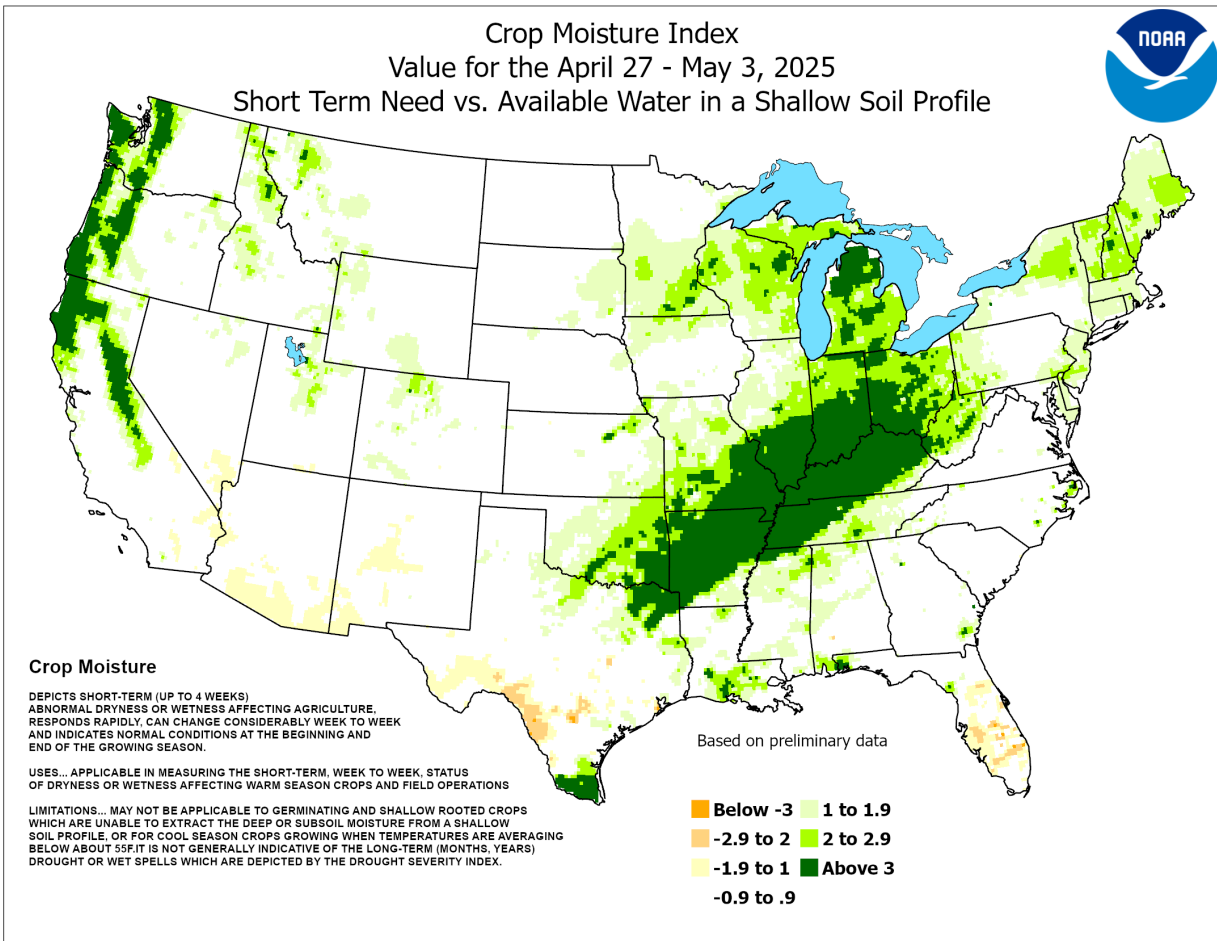 Crop Moisture Index
Value for the April 27 - May 3, 2025
Short Term Need vs. Available Water in a Shallow Soil Profile
NOAA
Crop Moisture
DEPICTS SHORT-TERM (UP TO 4 WEEKS)
ABNORMAL DRYNESS OR WETNESS AFFECTING AGRICULTURE,
RESPONDS RAPIDLY, CAN CHANGE CONSIDERABLY WEEK TO WEEK
AND INDICATES NORMAL CONDITIONS AT THE BEGINNING AND
END OF THE GROWING SEASON.
USES... APPLICABLE IN MEASURING THE SHORT-TERM, WEEK TO WEEK, STATUS
OF DRYNESS OR WETNESS AFFECTING WARM SEASON CROPS AND FIELD OPERATIONS
LIMITATIONS... MAY NOT BE APPLICABLE TO GERMINATING AND SHALLOW ROOTED CROPS
WHICH ARE UNABLE TO EXTRACT THE DEEP OR SUBSOIL MOISTURE FROM A SHALLOW
SOIL PROFILE, OR FOR COOL SEASON CROPS GROWING WHEN TEMPERATURES ARE AVERAGING
BELOW ABOUT 55F.IT IS NOT GENERALLY INDICATIVE OF THE LONG-TERM (MONTHS, YEARS)
DROUGHT OR WET SPELLS WHICH ARE DEPICTED BY THE DROUGHT SEVERITY INDEX.
Based on preliminary data
Below -3
-2.9 to 2
-1.9 to 1
-0.9 to .9
1 to 1.9
2 to 2.9
Above 3